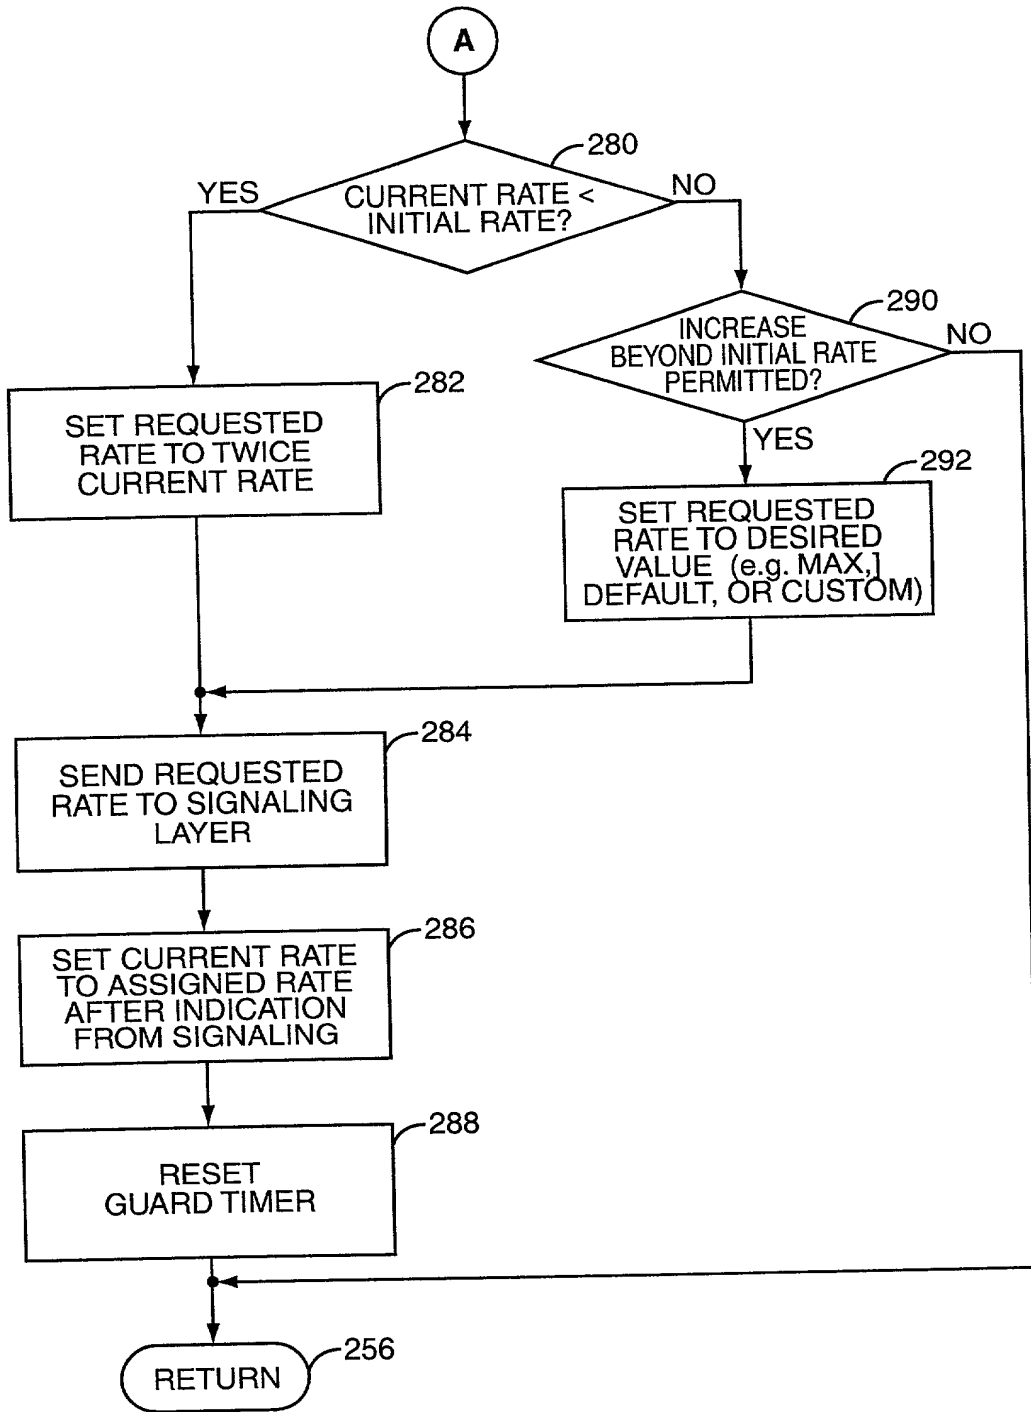 A
280
YES
CURRENT RATE <
INITIAL RATE?
NO
290
INCREASE
BEYOND INITIAL RATE
PERMITTED?
NO
YES
282
SET REQUESTED
RATE TO TWICE
CURRENT RATE
292
SET REQUESTED
RATE TO DESIRED
VALUE (e.g. MAX,]
DEFAULT, OR CUSTOM)
284
SEND REQUESTED
RATE TO SIGNALING
LAYER
286
SET CURRENT RATE
TO ASSIGNED RATE
AFTER INDICATION
FROM SIGNALING
288
RESET
GUARD TIMER
256
RETURN